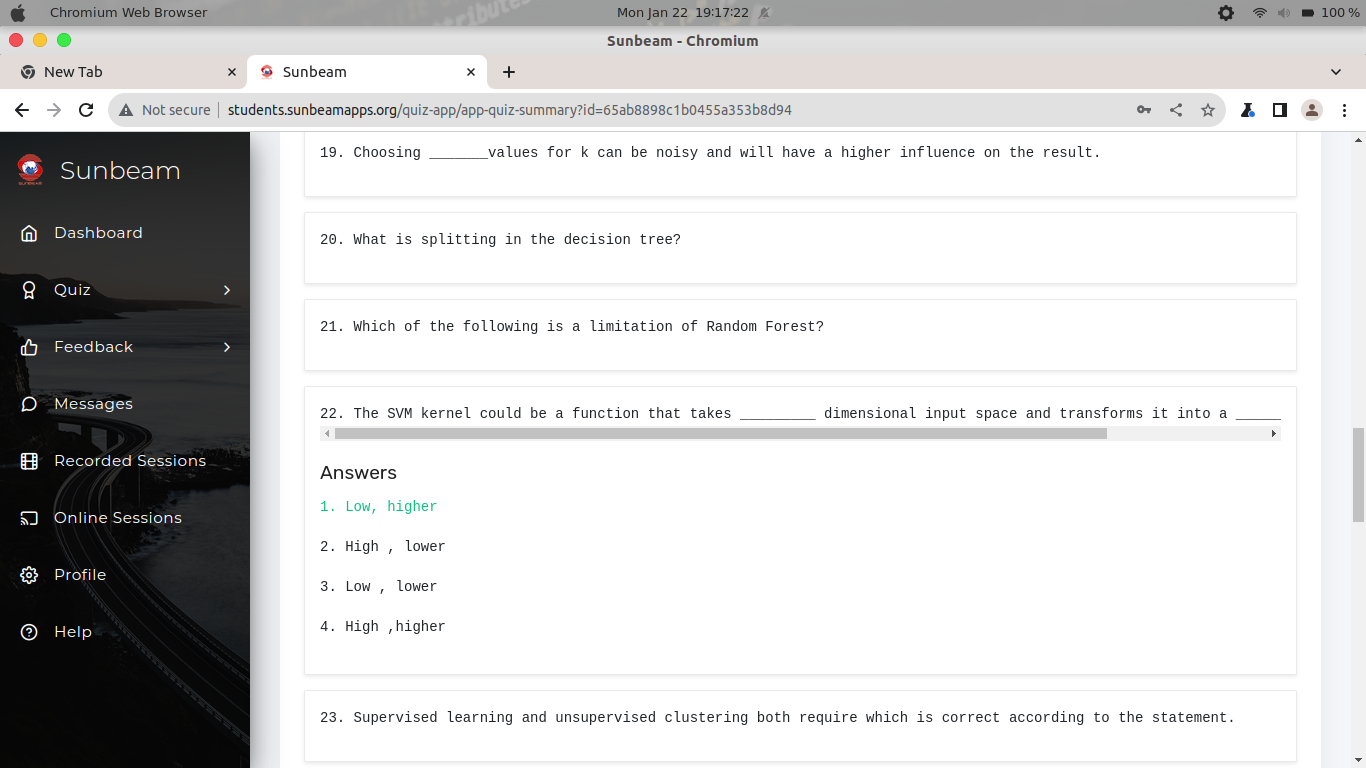 Chromium Web Browser
Mon Jan 22 19:17:22
100 %
Sunbeam - Chromium
New Tab
Sunbeam
Not secure
students.sunbeamapps.org/quiz-app/app-quiz-summary?id=65ab8898c1b0455a353b8d94
Sunbeam
Dashboard
Quiz
Feedback
Messages
Recorded Sessions
Online Sessions
Profile
Help
19. Choosing _______values for k can be noisy and will have a higher influence on the result.
20. What is splitting in the decision tree?
21. Which of the following is a limitation of Random Forest?
22. The SVM kernel could be a function that takes _________ dimensional input space and transforms it into a ______
Answers
1. Low, higher
2. High , lower
3. Low , lower
4. High ,higher
23. Supervised learning and unsupervised clustering both require which is correct according to the statement.